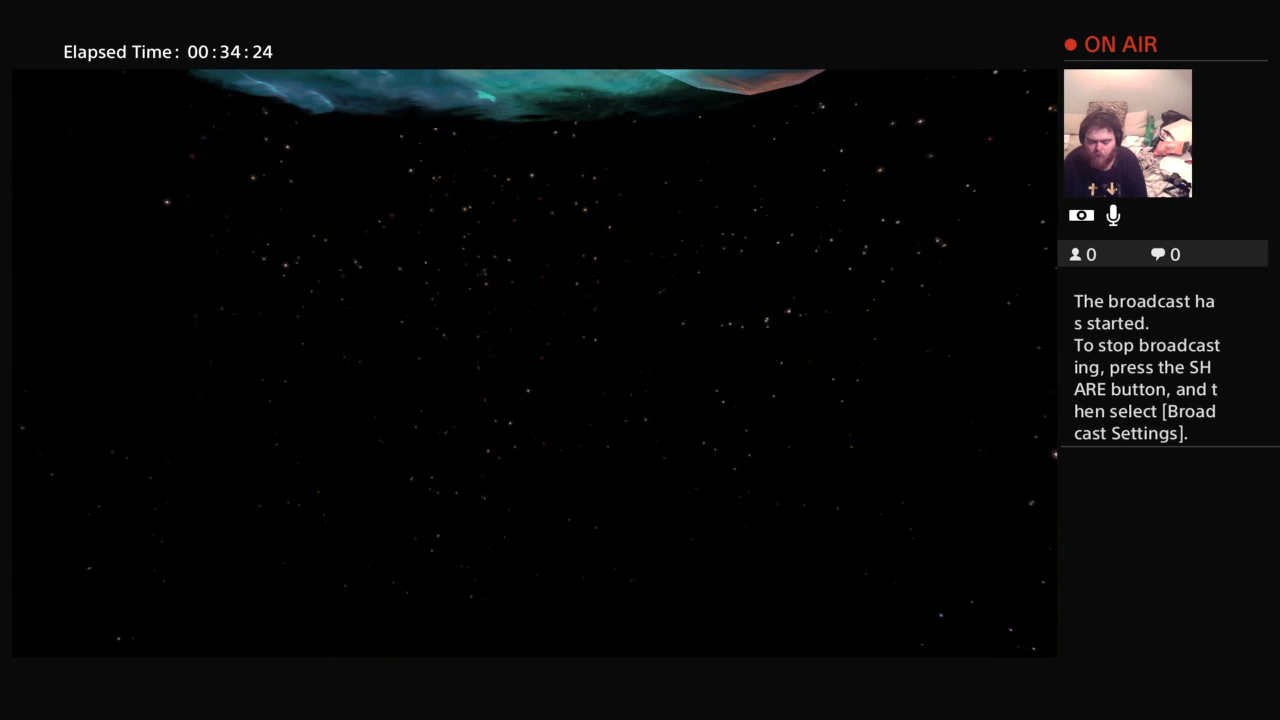 Elapsed Time: 00:34:24
ON AIR
0
0
The broadcast ha
s started.
To stop broadcast
ing, press the SH
ARE button, and t
hen select [Broad
cast Settings].